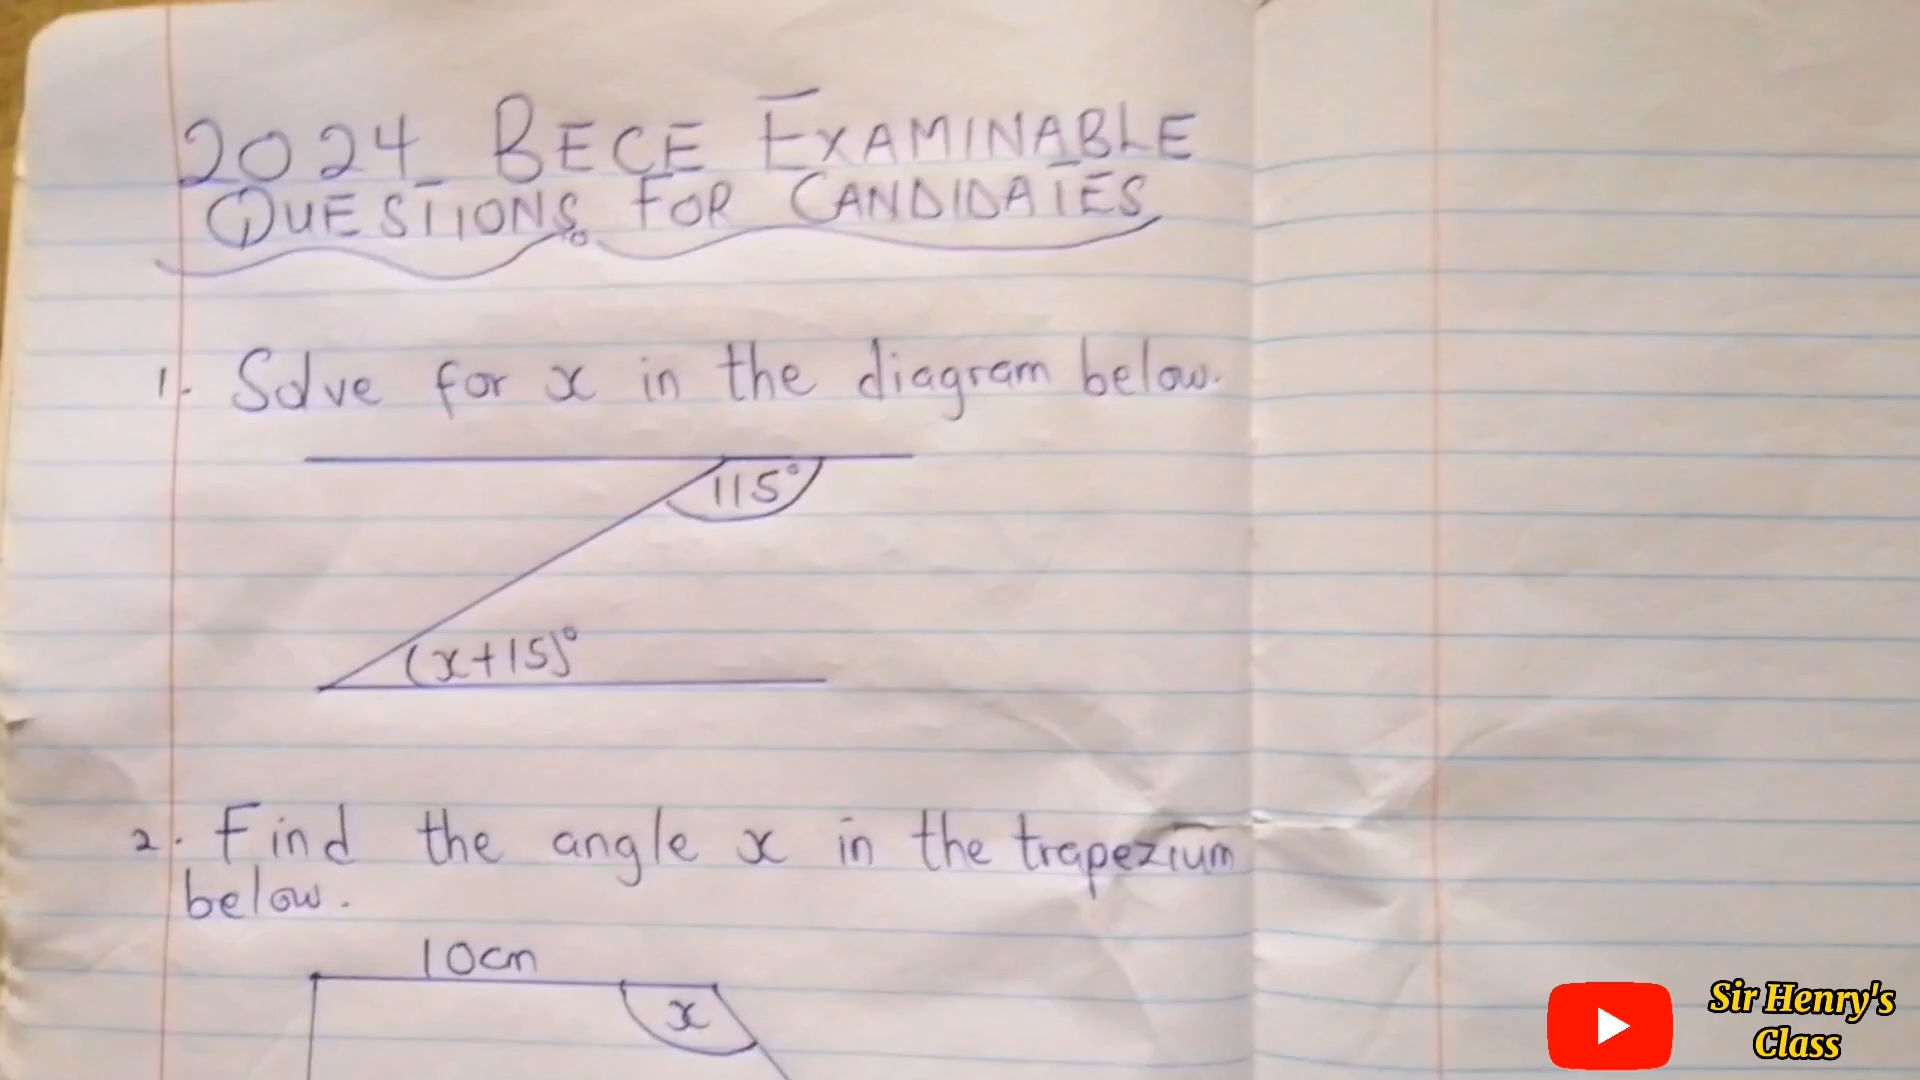 2024 BECE EXAMINABLE
QUESTIONS FOR CANDIDATES
1. Solve for x in the diagram below.
115°
(x+15)°
2. Find the angle x in the trapezium
below.
10cm
x
Sir Henry's
Class